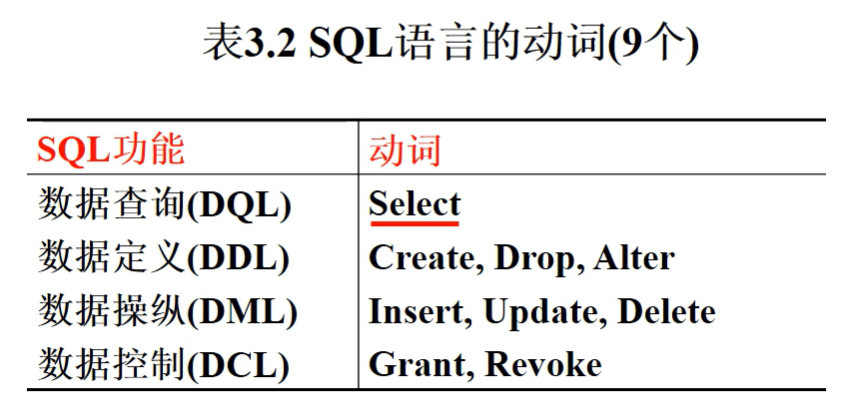 表3.2 SQL语言的动词(9个)
SQL功能 动词
数据查询(DQL) Select
数据定义(DDL) Create, Drop, Alter
数据操纵(DML) Insert, Update, Delete
数据控制(DCL) Grant, Revoke